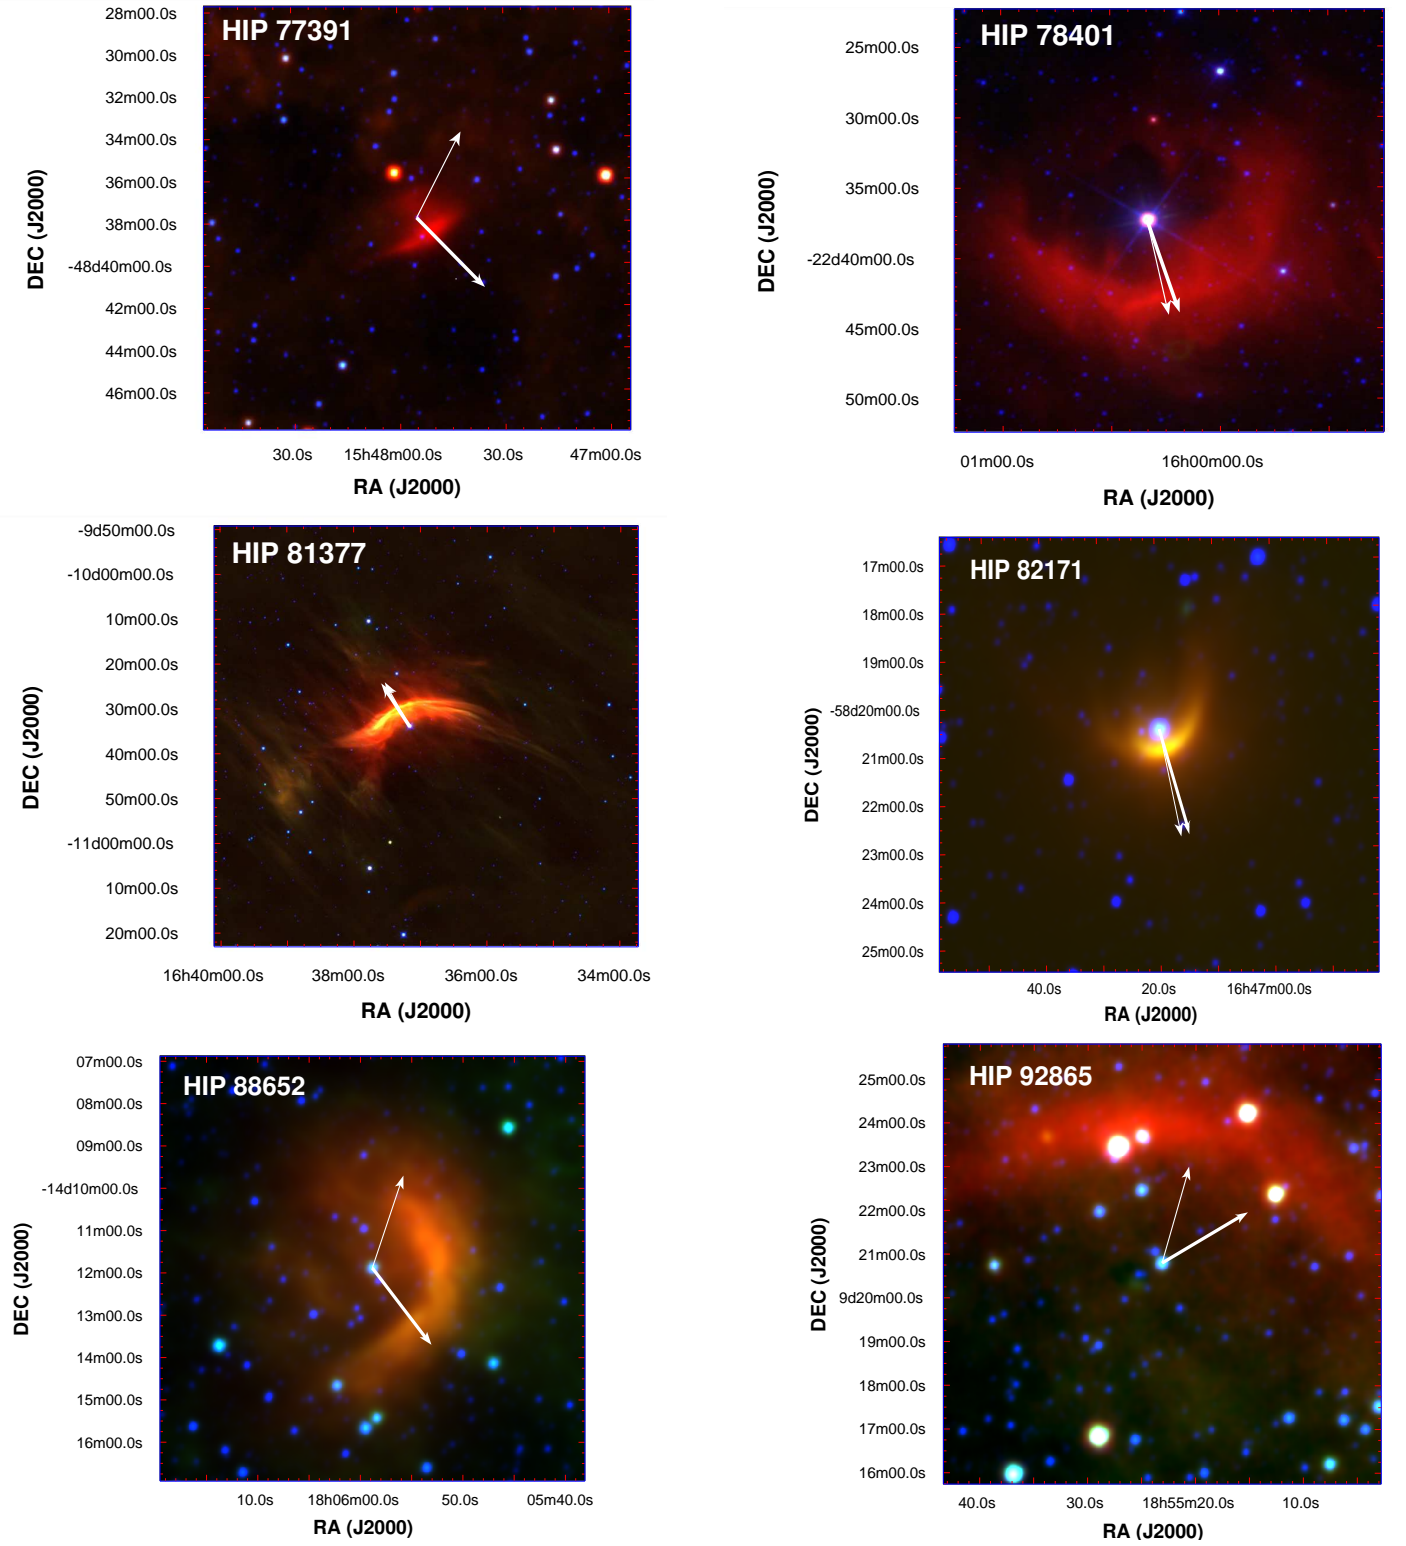 HIP 77391
28m00.0s
30m00.0s
32m00.0s
34m00.0s
36m00.0s
38m00.0s
-48d40m00.0s
42m00.0s
44m00.0s
46m00.0s
DEC (J2000)
30.0s 15h48m00.0s 30.0s 47m00.0s
RA (J2000)
HIP 78401
25m00.0s
30m00.0s
35m00.0s
-22d40m00.0s
45m00.0s
50m00.0s
DEC (J2000)
01m00.0s 16h00m00.0s
RA (J2000)
HIP 81377
-9d50m00.0s
-10d00m00.0s
10m00.0s
20m00.0s
30m00.0s
40m00.0s
50m00.0s
-11d00m00.0s
10m00.0s
20m00.0s
DEC (J2000)
16h40m00.0s 38m00.0s 36m00.0s 34m00.0s
RA (J2000)
HIP 82171
17m00.0s
18m00.0s
19m00.0s
-58d20m00.0s
21m00.0s
22m00.0s
23m00.0s
24m00.0s
25m00.0s
DEC (J2000)
40.0s 20.0s 16h47m00.0s
RA (J2000)
HIP 88652
07m00.0s
08m00.0s
09m00.0s
-14d10m00.0s
11m00.0s
12m00.0s
13m00.0s
14m00.0s
15m00.0s
16m00.0s
DEC (J2000)
10.0s 18h06m00.0s 50.0s 05m40.0s
RA (J2000)
HIP 92865
25m00.0s
24m00.0s
23m00.0s
22m00.0s
21m00.0s
9d20m00.0s
19m00.0s
18m00.0s
17m00.0s
16m00.0s
DEC (J2000)
40.0s 30.0s 18h55m20.0s 10.0s
RA (J2000)